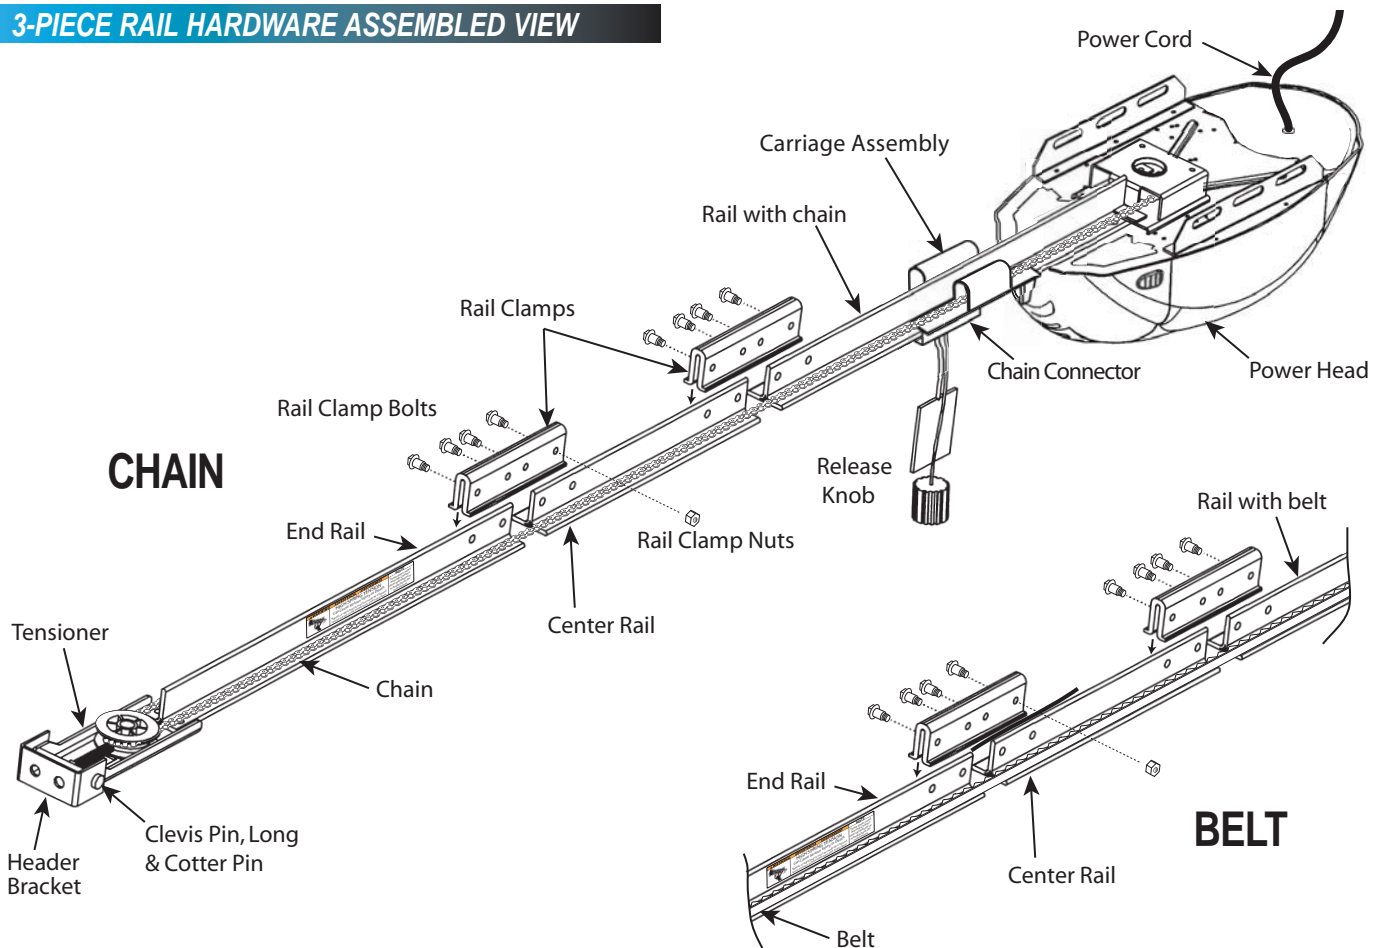 3-PIECE RAIL HARDWARE ASSEMBLED VIEW
Power Cord
Carriage Assembly
Rail with chain
Rail Clamps
Chain Connector
Power Head
Rail Clamp Bolts
CHAIN
Release
Knob
End Rail
Rail Clamp Nuts
Rail with belt
Center Rail
Tensioner
Chain
End Rail
BELT
Clevis Pin, Long
& Cotter Pin
Header
Bracket
Center Rail
Belt